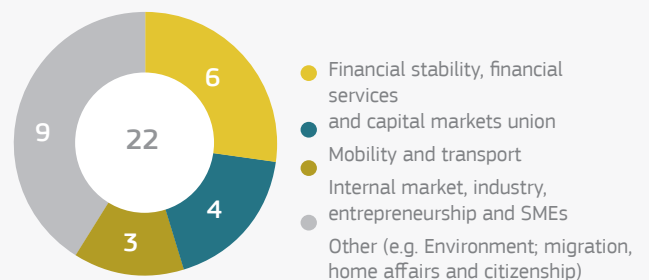 6
9
22
4
3
Financial stability, financial
services
and capital markets union
Mobility and transport
Internal market, industry,
entrepreneurship and SMEs
Other (e.g. Environment; migration,
home affairs and citizenship)